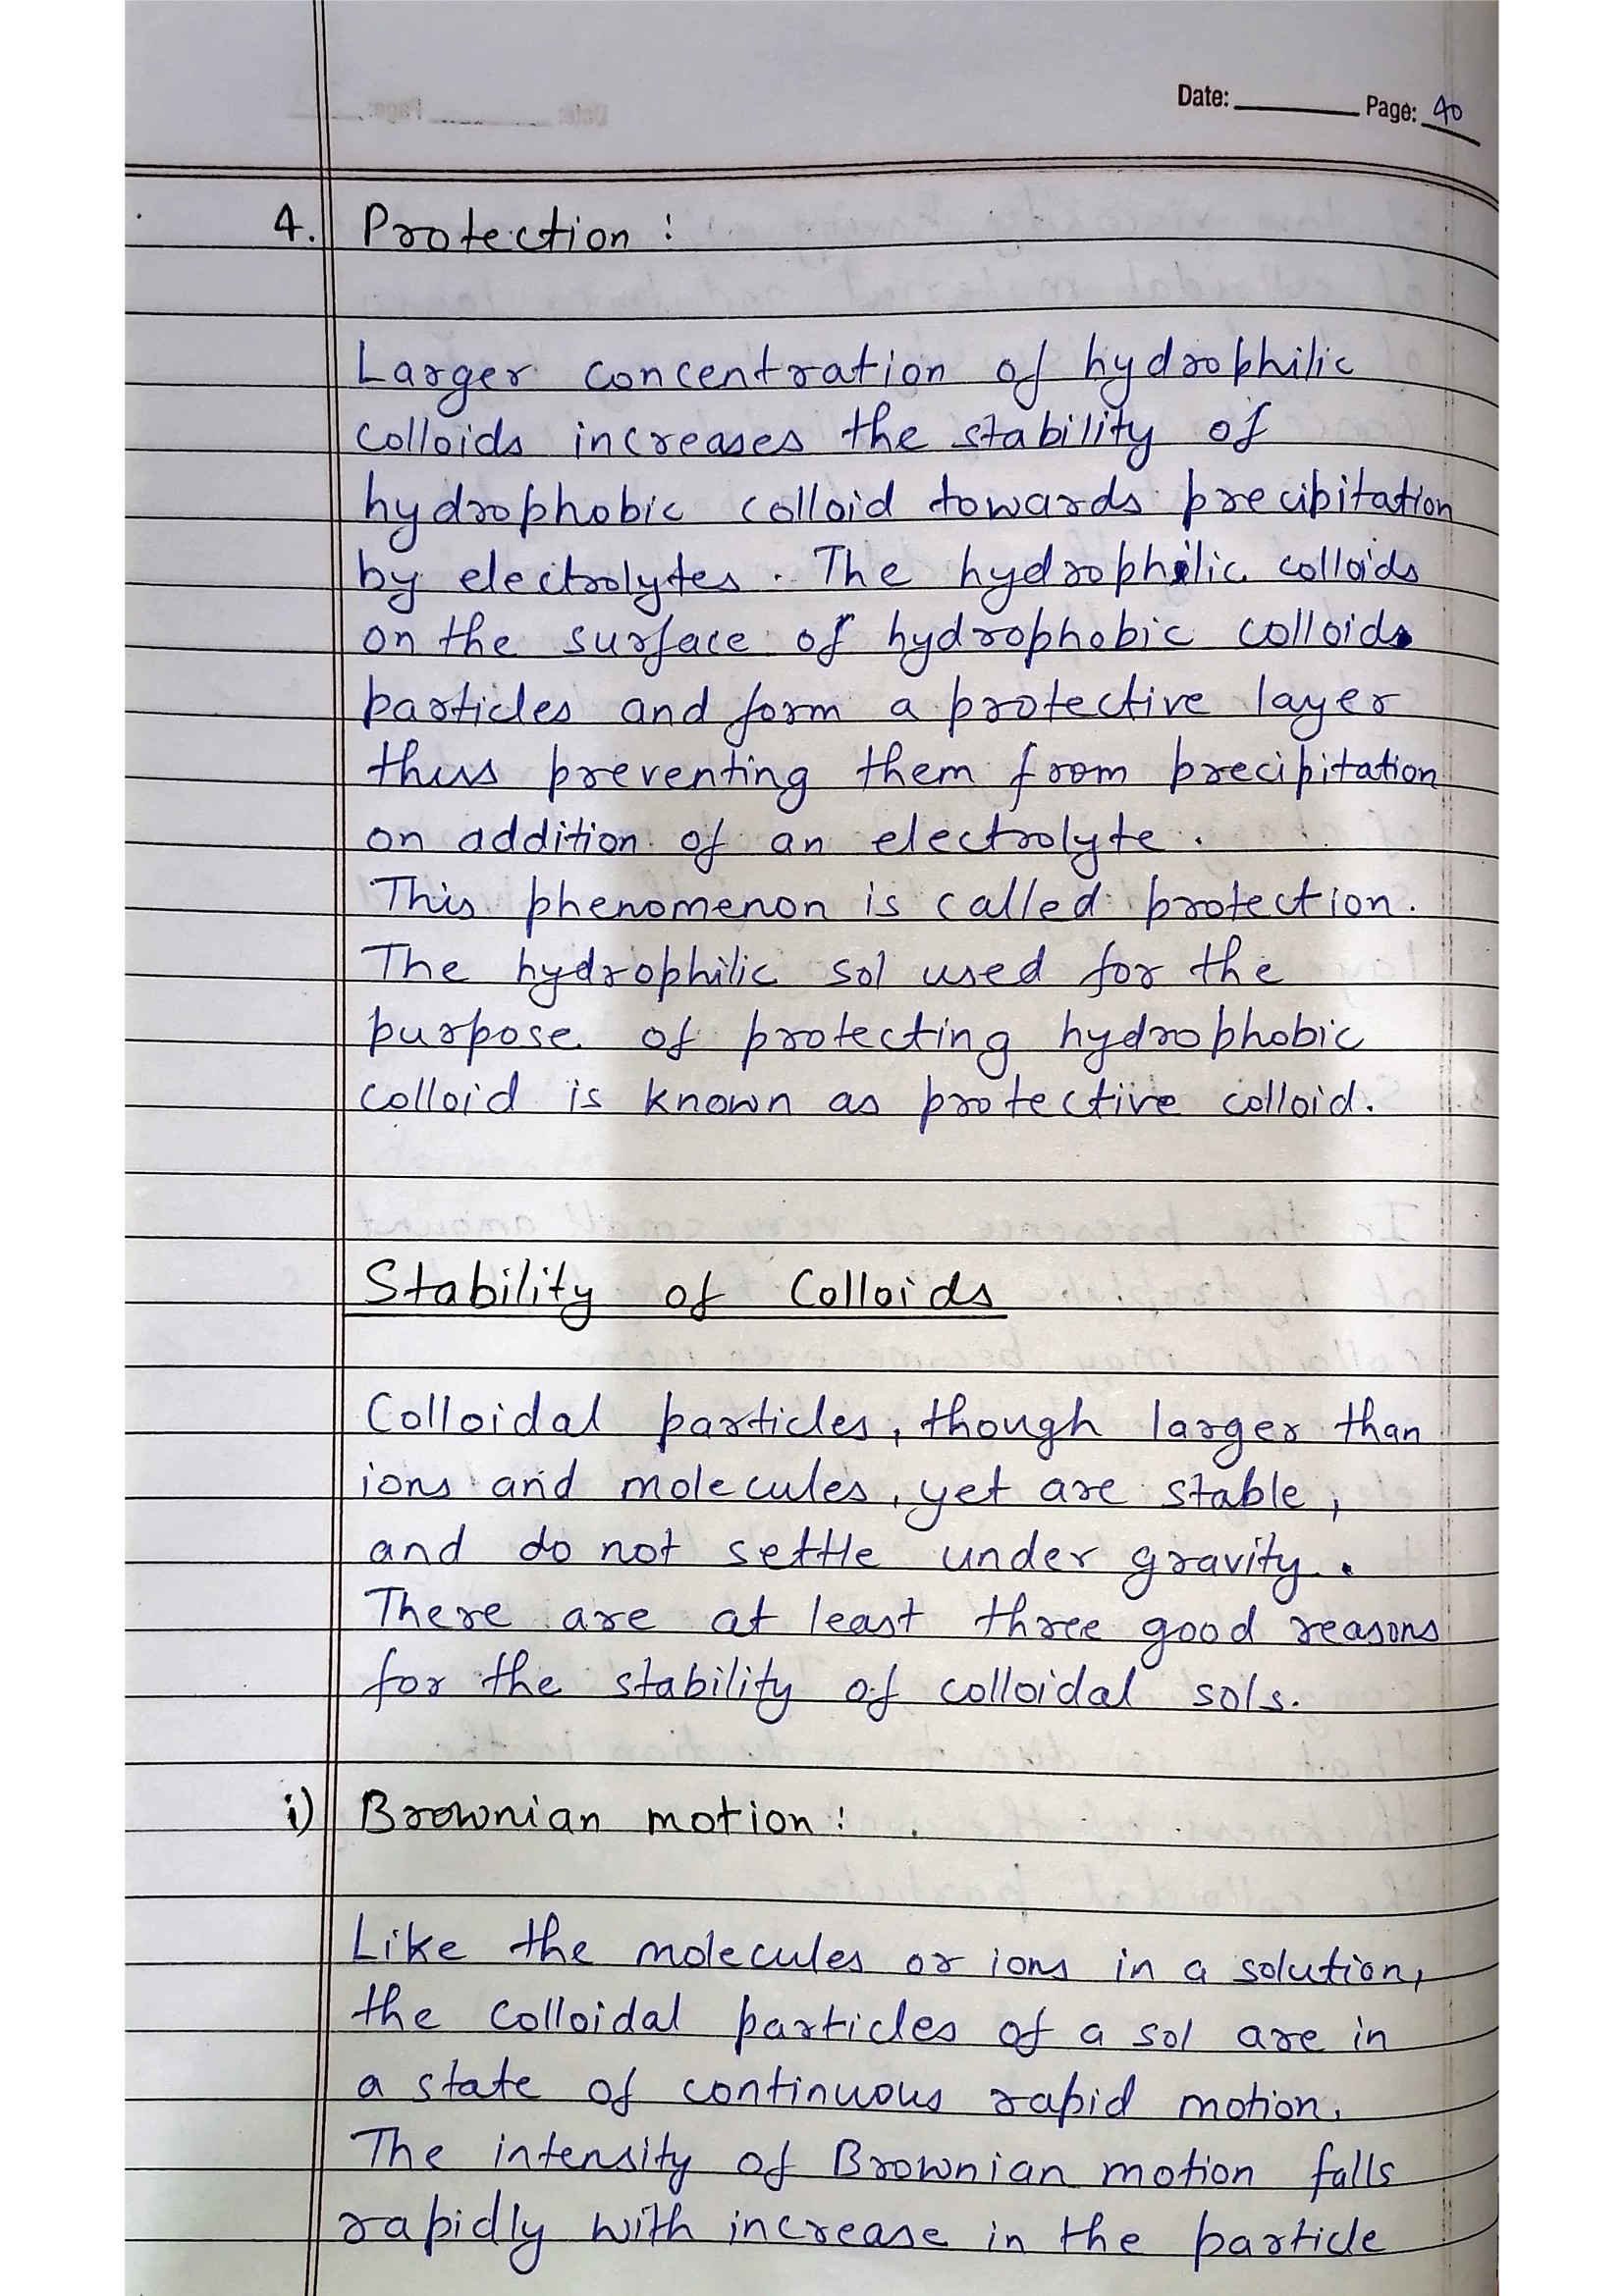 Date: Page: 40
4. Protection :
Larger concentration of hydrophilic
colloids increases the stability of
hydrophobic colloid towards precipitation
by electrolytes. The hydrophilic colloids
on the surface of hydrophobic colloids
particles and form a protective layer
thus preventing them from precipitation
on addition of an electrolyte.
This phenomenon is called protection.
The hydrophilic sol used for the
purpose of protecting hydrophobic
colloid is known as protective colloid.
Stability of Colloids
Colloidal particles, though larger than
ions and molecules, yet are stable,
and do not settle under gravity.
There are at least three good reasons
for the stability of colloidal sols.
i) Brownian motion :
Like the molecules or ions in a solution,
the colloidal particles of a sol are in
a state of continuous rapid motion.
The intensity of Brownian motion falls
rapidly with increase in the particle